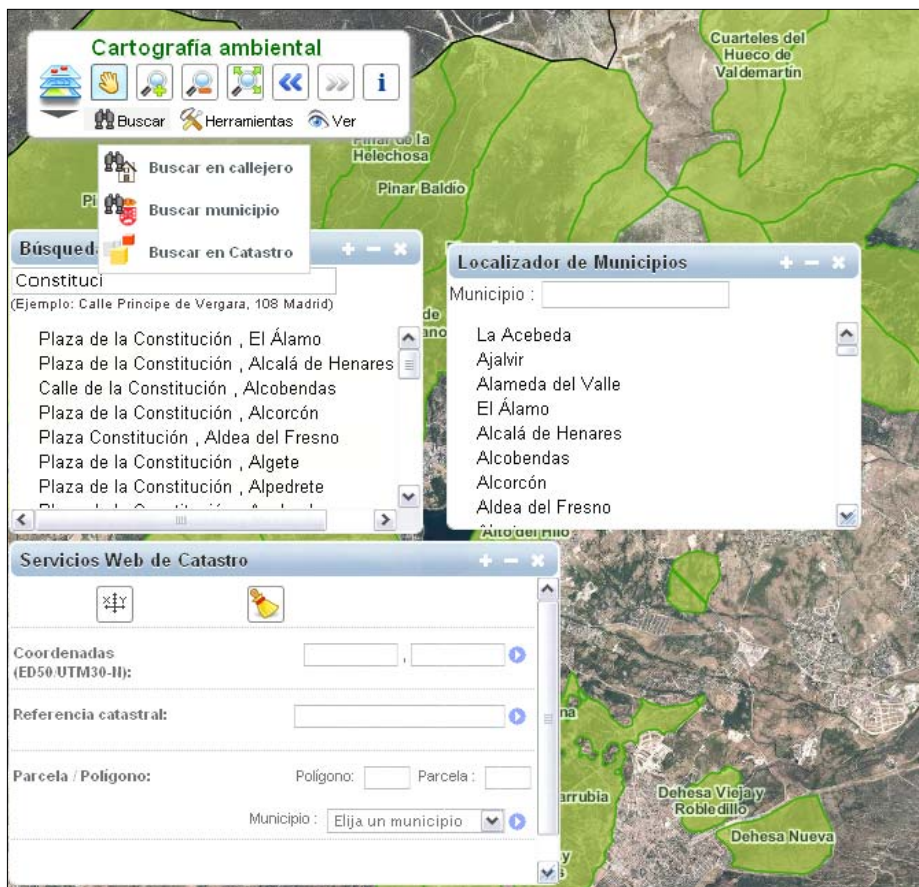 Cartografía ambiental
i
Buscar Herramientas Ver
Buscar en callejero
Buscar municipio
Buscar en Catastro
Cuarteles del
Hueco de
Valdemartín
Pinar de la
Helechosa
Pinar Baldío
Búsqued
Constituci
(Ejemplo: Calle Príncipe de Vergara, 108 Madrid)
Plaza de la Constitución , El Álamo
Plaza de la Constitución , Alcalá de Henares
Calle de la Constitución , Alcobendas
Plaza de la Constitución , Alcorcón
Plaza Constitución , Aldea del Fresno
Plaza de la Constitución , Algete
Plaza de la Constitución , Alpedrete
de
Localizador de Municipios
Municipio :
La Acebeda
Ajalvir
Alameda del Valle
El Álamo
Alcalá de Henares
Alcobendas
Alcorcón
Aldea del Fresno
Alto del Hilo
Servicios Web de Catastro
X Y
Coordenadas
(ED50/UTM30-N):
,
Referencia catastral:
Parcela / Polígono:
Polígono:
Parcela :
Municipio :
Elija un municipio
na
arrubia
Dehesa Vieja y
Robledillo
Dehesa Nueva
y